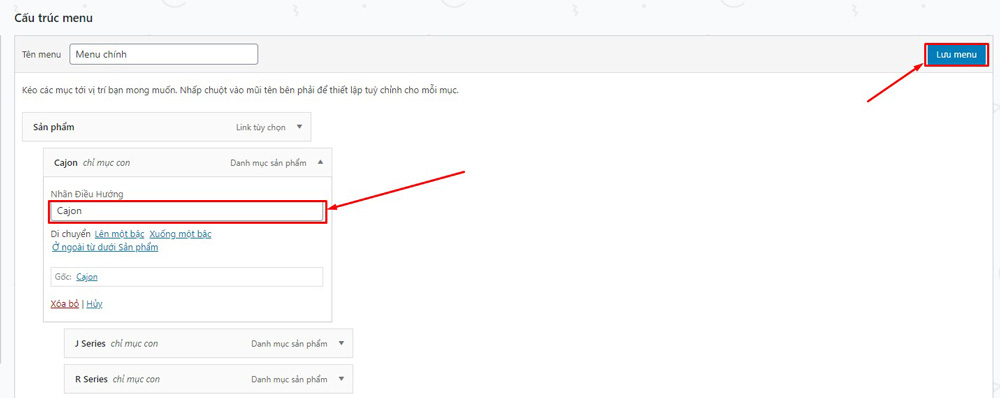 Cấu trúc menu
Tên menu Menu chính Lưu menu
Kéo các mục tới vị trí bạn mong muốn. Nhấp chuột vào mũi tên bên phải để thiết lập tuỳ chỉnh cho mỗi mục.
Sản phẩm Link tùy chọn
Cajon chỉ mục con Danh mục sản phẩm
Nhãn Điều Hướng
Cajon
Di chuyển Lên một bậc Xuống một bậc
Ở ngoài từ dưới Sản phẩm
Gốc: Cajon
Xóa bỏ | Hủy
J Series chỉ mục con Danh mục sản phẩm
R Series chỉ mục con Danh mục sản phẩm